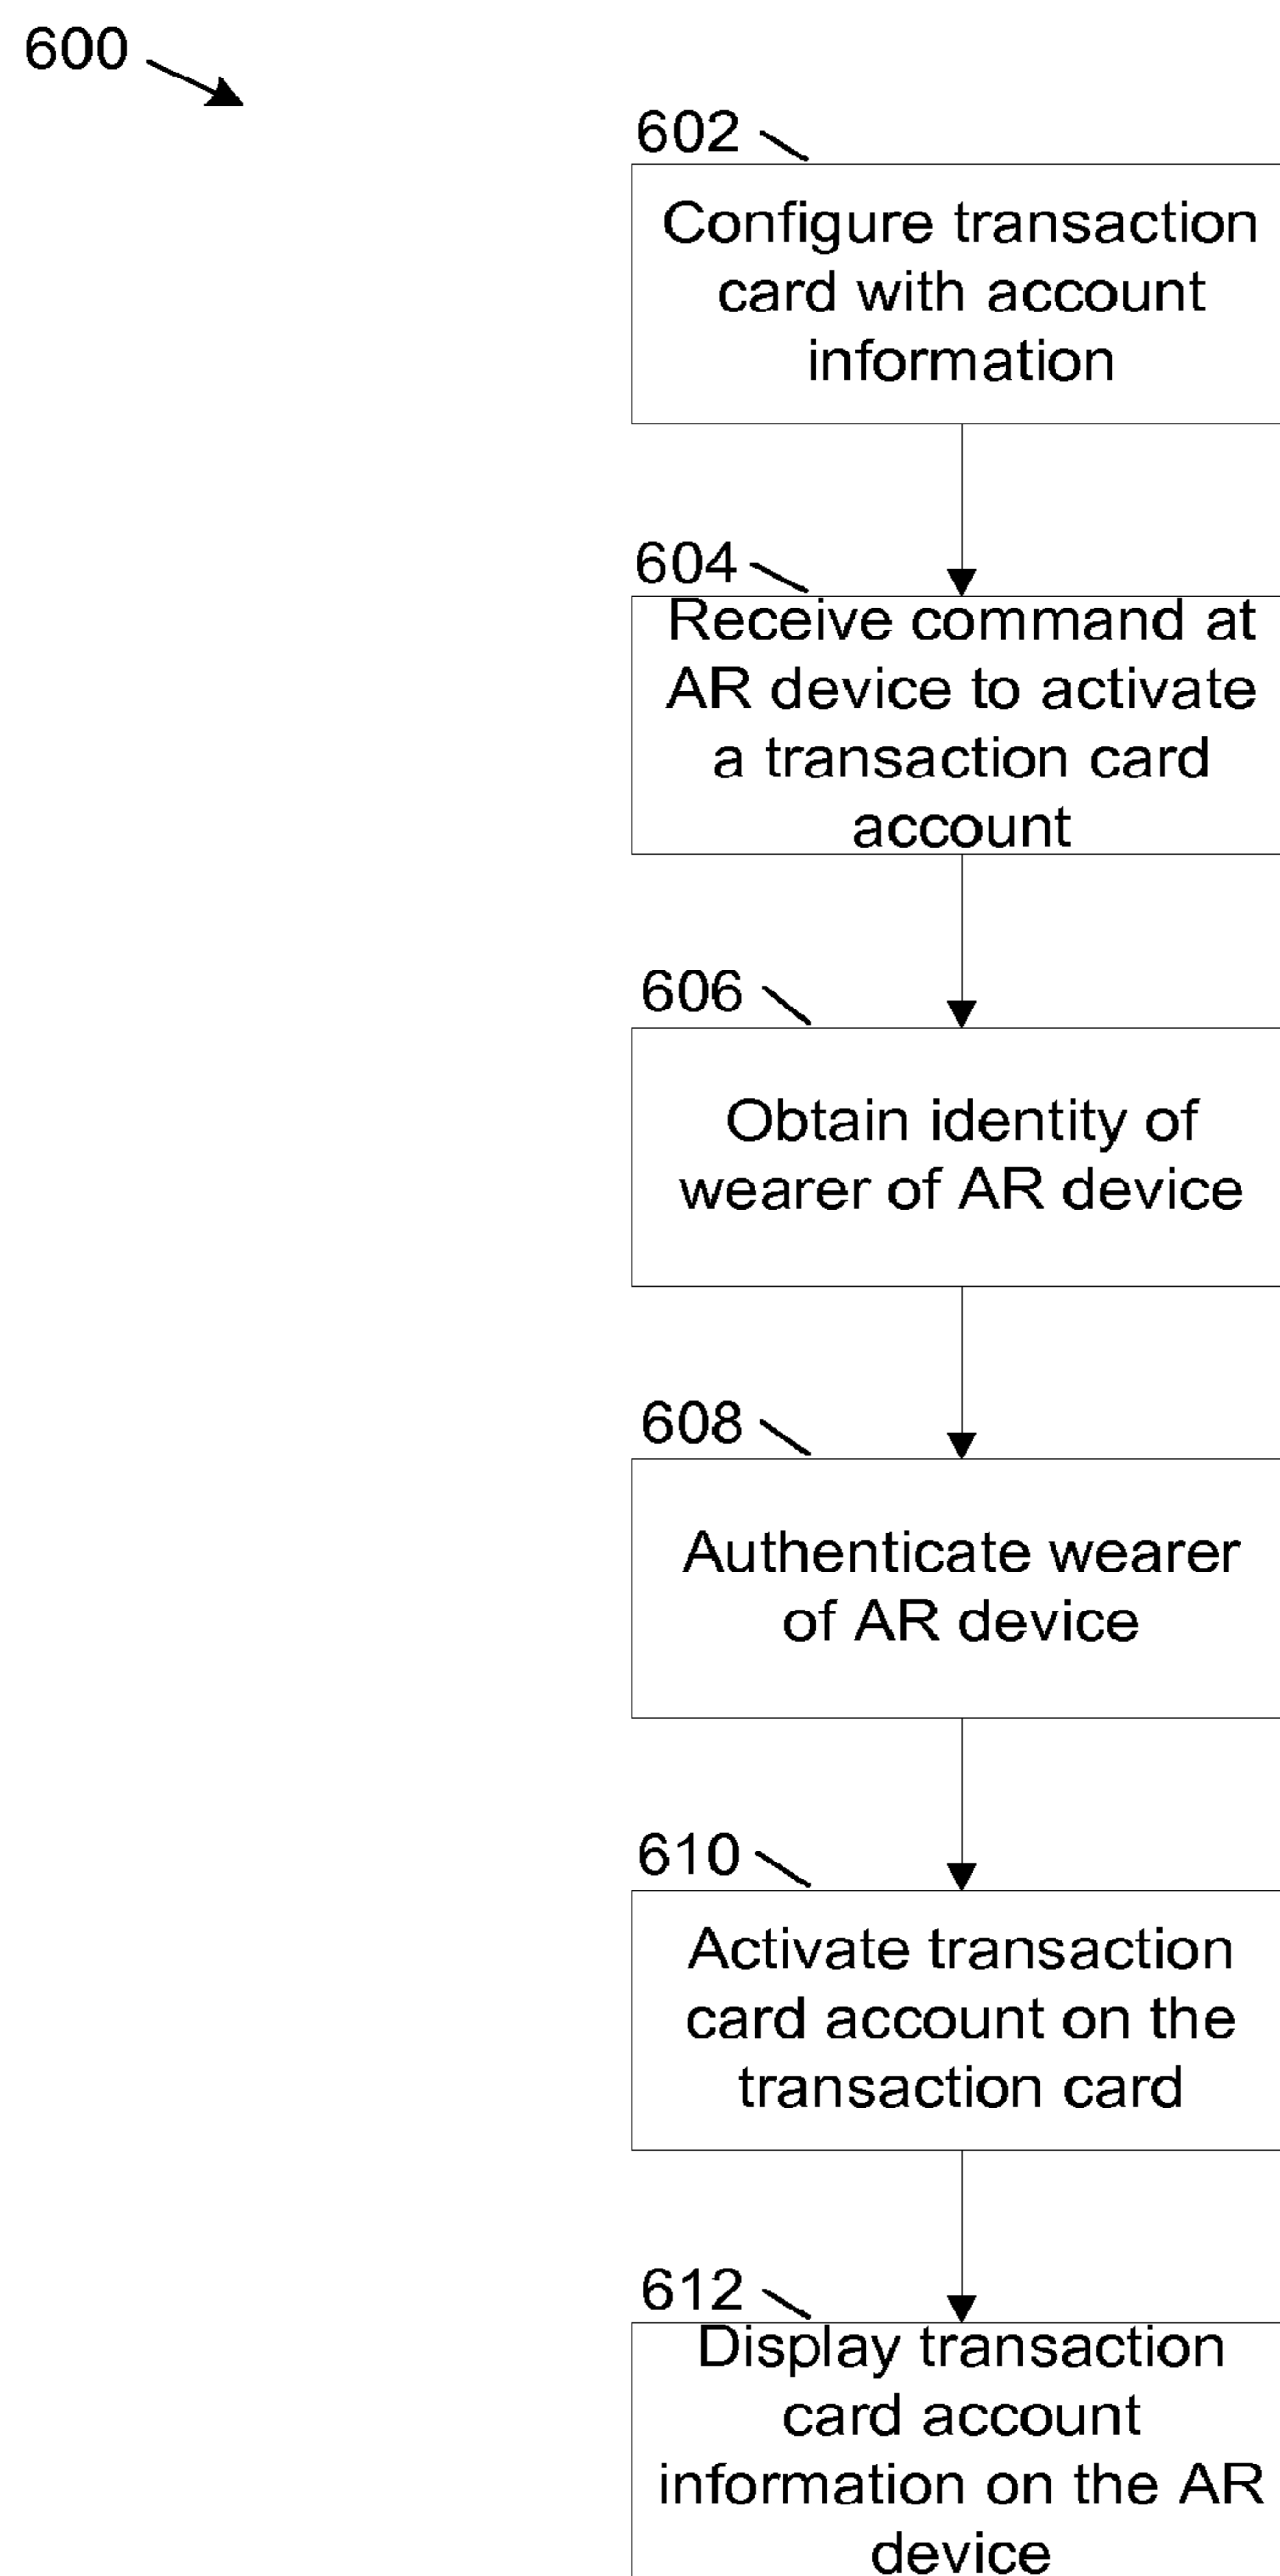 600
602
Configure transaction
card with account
information
604
Receive command at
AR device to activate
a transaction card
account
606
Obtain identity of
wearer of AR device
608
Authenticate wearer
of AR device
610
Activate transaction
card account on the
transaction card
612
Display transaction
card account
information on the AR
device